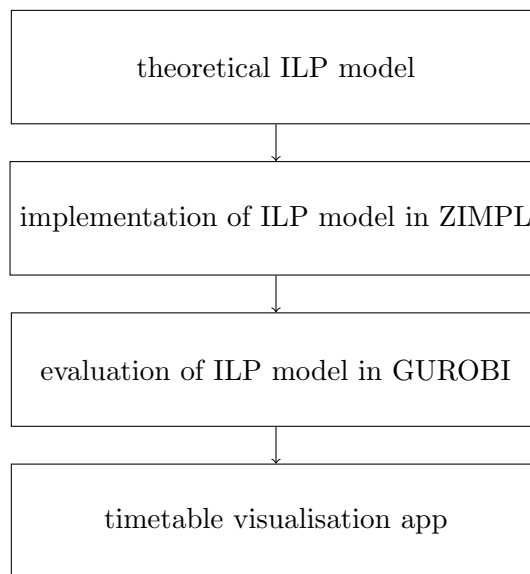 theoretical ILP model
implementation of ILP model in ZIMPL
evaluation of ILP model in GUROBI
timetable visualisation app